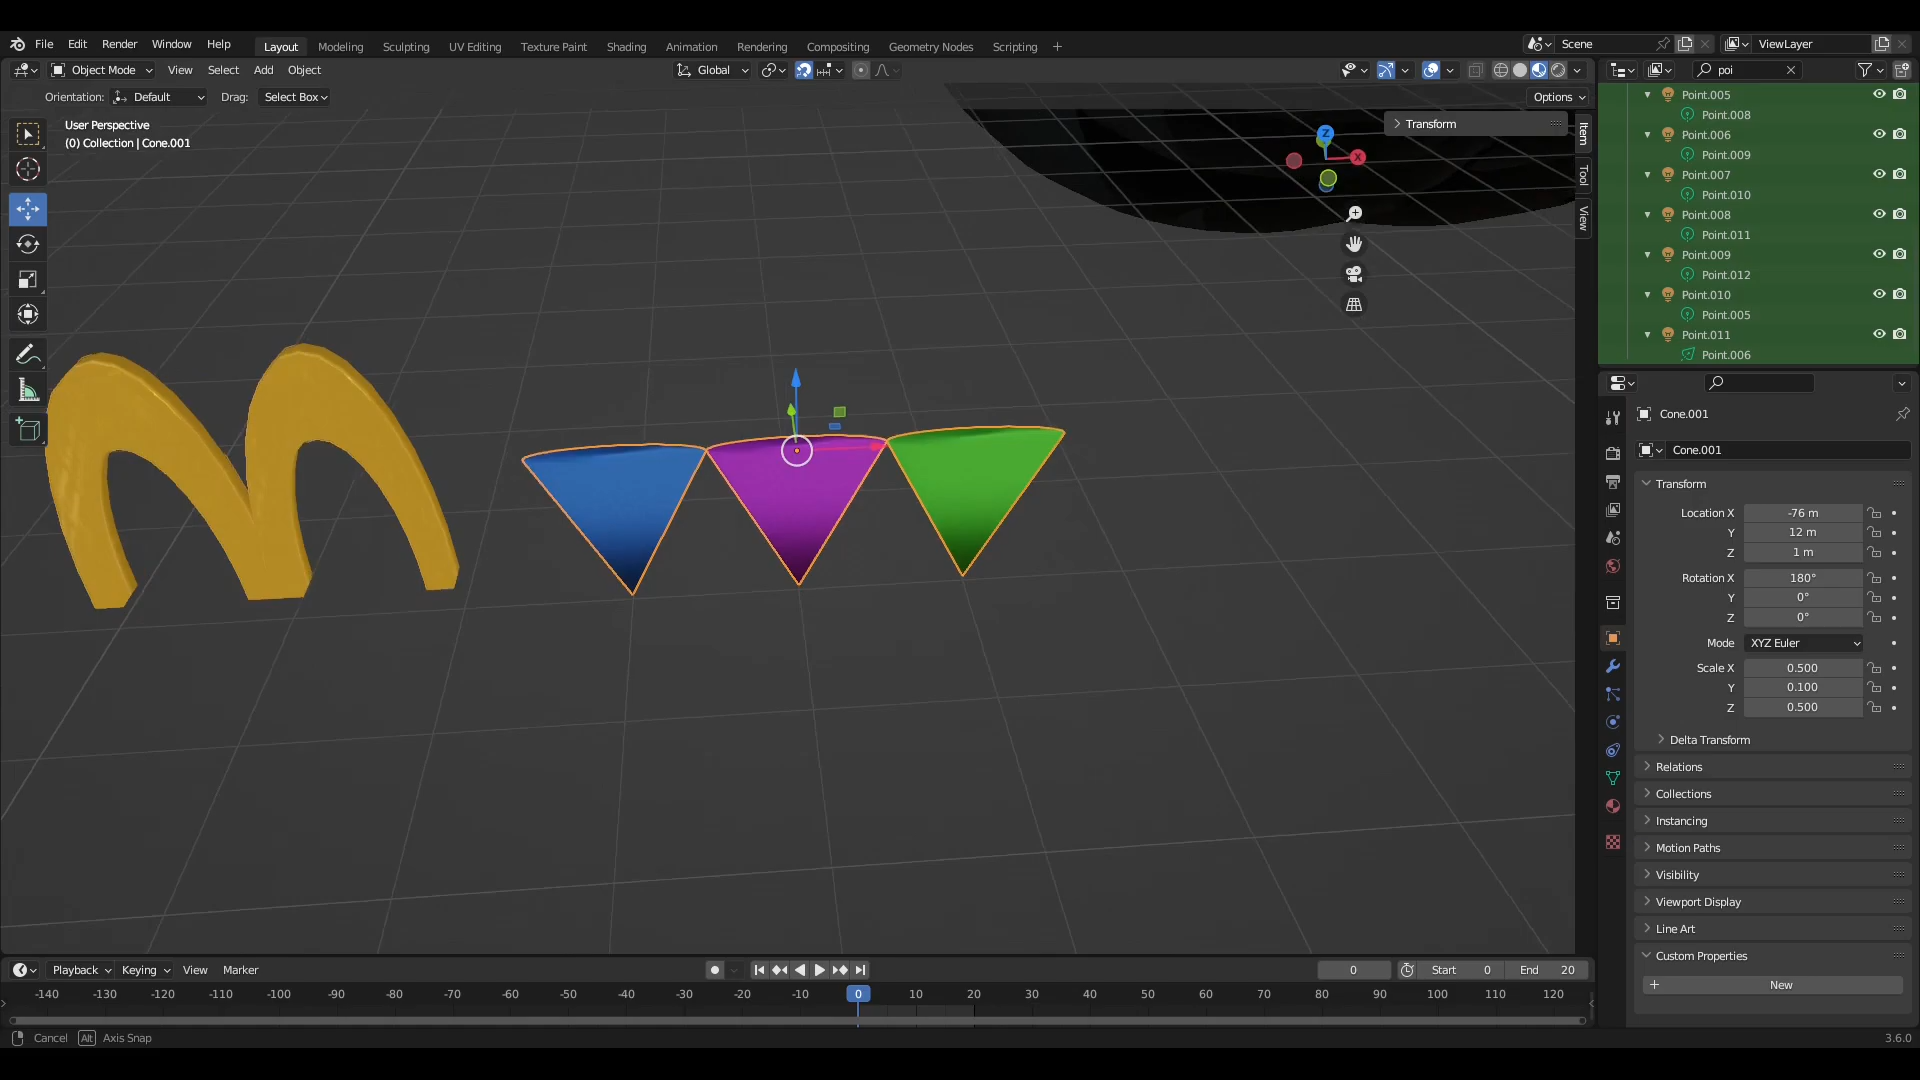 File Edit Render Window Help Layout Modeling Sculpting UV Editing Texture Paint Shading Animation Rendering Compositing Geometry Nodes Scripting + Scene ViewLayer
Object Mode View Select Add Object Global poi
Orientation: Default Drag: Select Box Options
User Perspective
(0) Collection | Cone.001
Transform
Z
X
Item
Tool
View
Point.005
Point.008
Point.006
Point.009
Point.007
Point.010
Point.008
Point.011
Point.009
Point.012
Point.010
Point.005
Point.011
Point.006
Cone.001
Cone.001
Transform
Location X -76 m
Y 12 m
Z 1 m
Rotation X 180°
Y 0°
Z 0°
Mode XYZ Euler
Scale X 0.500
Y 0.100
Z 0.500
Delta Transform
Relations
Collections
Instancing
Motion Paths
Visibility
Viewport Display
Line Art
Custom Properties
+ New
Playback Keying View Marker 0 Start 0 End 20
-140 -130 -120 -110 -100 -90 -80 -70 -60 -50 -40 -30 -20 -10 0 10 20 30 40 50 60 70 80 90 100 110 120
Cancel Alt Axis Snap 3.6.0